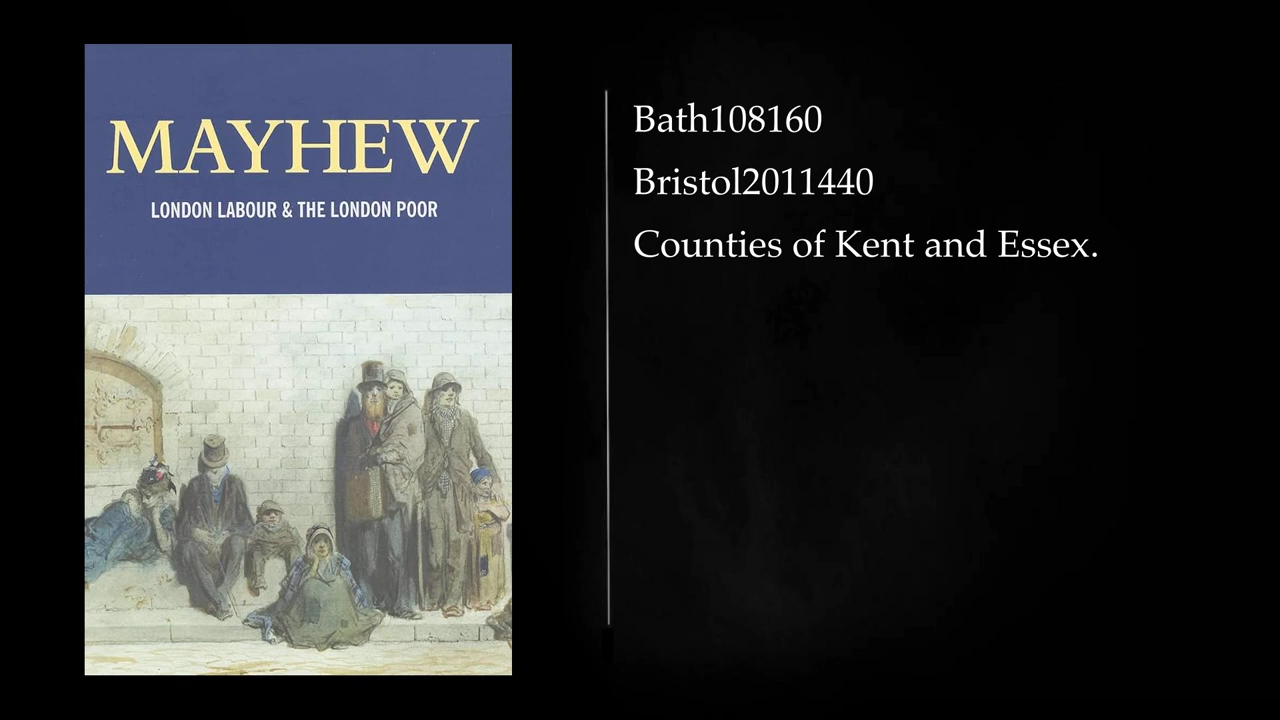 MAYHEW
LONDON LABOUR & THE LONDON POOR
Bath108160
Bristol2011440
Counties of Kent and Essex.